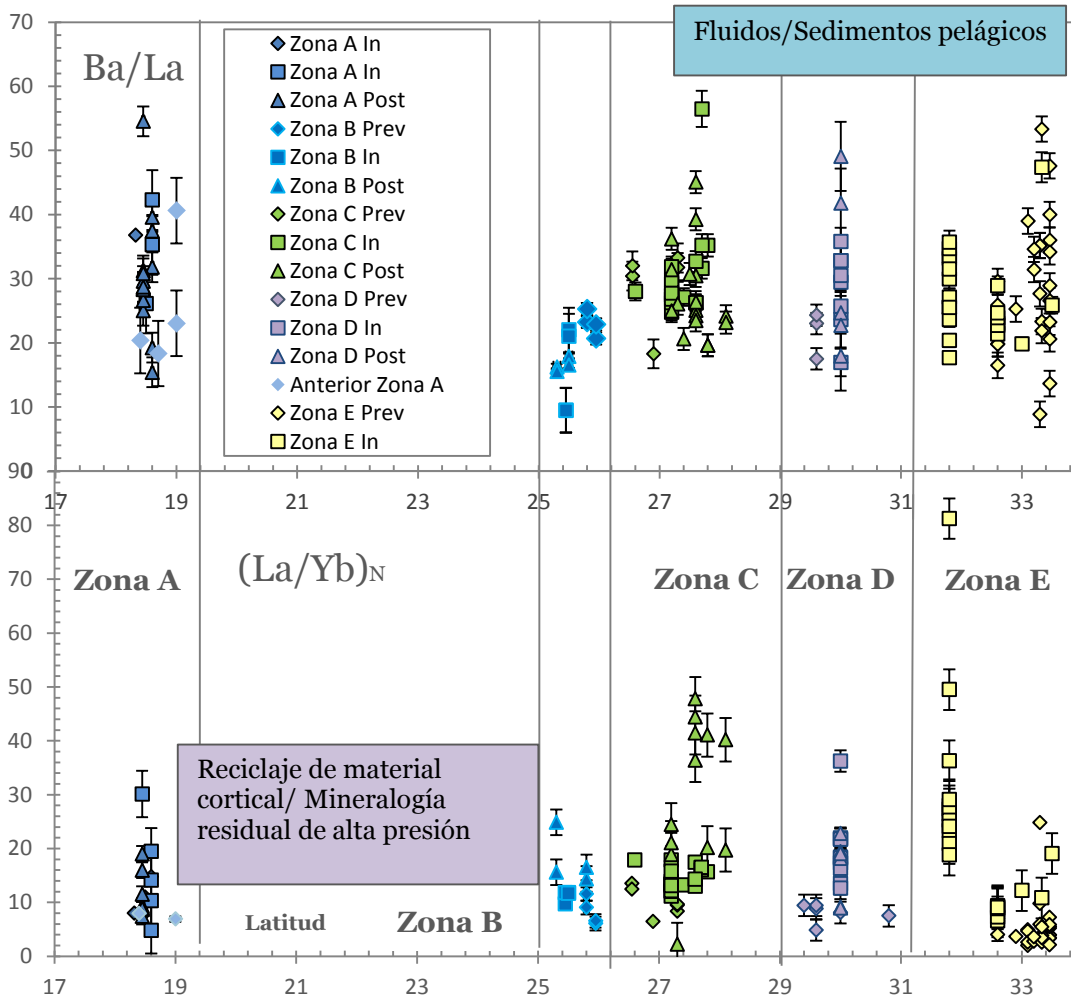 70
60
50
40
30
20
10
0
Ba/La
Fluidos/Sedimentos pelágicos
Zona A In
Zona A In
Zona A Post
Zona B Prev
Zona B In
Zona B Post
Zona C Prev
Zona C In
Zona C Post
Zona D Prev
Zona D In
Zona D Post
Anterior Zona A
Zona E Prev
Zona E In
17 19 21 23 25 27 29 31 33
90
80
70
60
50
40
30
20
10
0
(La/Yb)N
Zona A
Zona C
Zona D
Zona E
Reciclaje de material
cortical/ Mineralogía
residual de alta presión
Latitud
Zona B
17 19 21 23 25 27 29 31 33